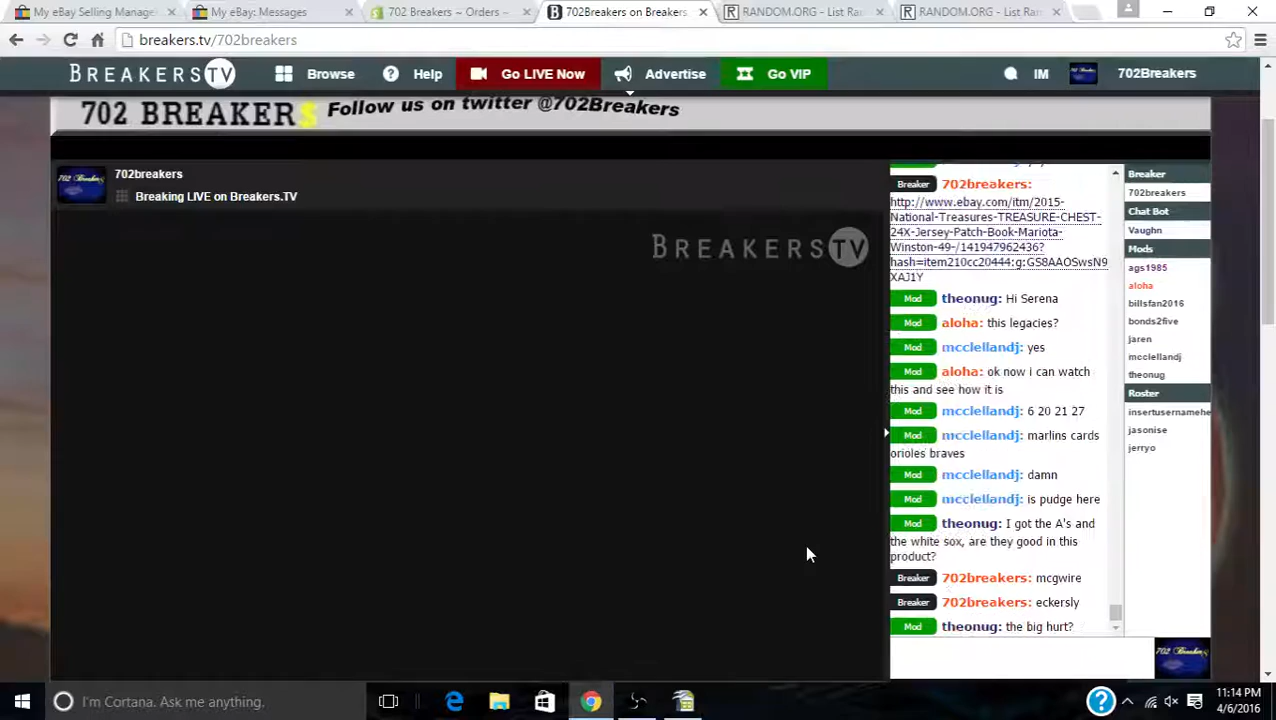 My eBay Selling Manage
My eBay: Messages
702 Breakers ~ Orders ~
702Breakers on Breakers.
RANDOM.ORG - List Ran
RANDOM.ORG - List Ran
breakers.tv/702breakers
BREAKERS TV
Browse
Help
Go LIVE Now
Advertise
Go VIP
IM
702Breakers
702 BREAKERS Follow us on twitter @702Breakers
702breakers
Breaking LIVE on Breakers.TV
BREAKERS TV
Breaker 702breakers:
http://www.ebay.com/itm/2015-
National-Treasures-TREASURE-CHEST-
24X-Jersey-Patch-Book-Mariota-
Winston-49-/141947962436?
hash=item210cc20444:g:GS8AAOSwsN9
XAJ1Y
Mod theonug: Hi Serena
Mod aloha: this legacies?
Mod mcclellandj: yes
Mod aloha: ok now i can watch
this and see how it is
Mod mcclellandj: 6 20 21 27
Mod mcclellandj: marlins cards
orioles braves
Mod mcclellandj: damn
Mod mcclellandj: is pudge here
Mod theonug: I got the A's and
the white sox, are they good in this
product?
Breaker 702breakers: mcgwire
Breaker 702breakers: eckersly
Mod theonug: the big hurt?
Breaker
702breakers
Chat Bot
Vaughn
Mods
ags1985
aloha
billsfan2016
bonds2five
jaren
mcclellandj
theonug
Roster
insertusernamehe
jasonise
jerryo
702 Breakers
I'm Cortana. Ask me anything.
11:14 PM
4/6/2016